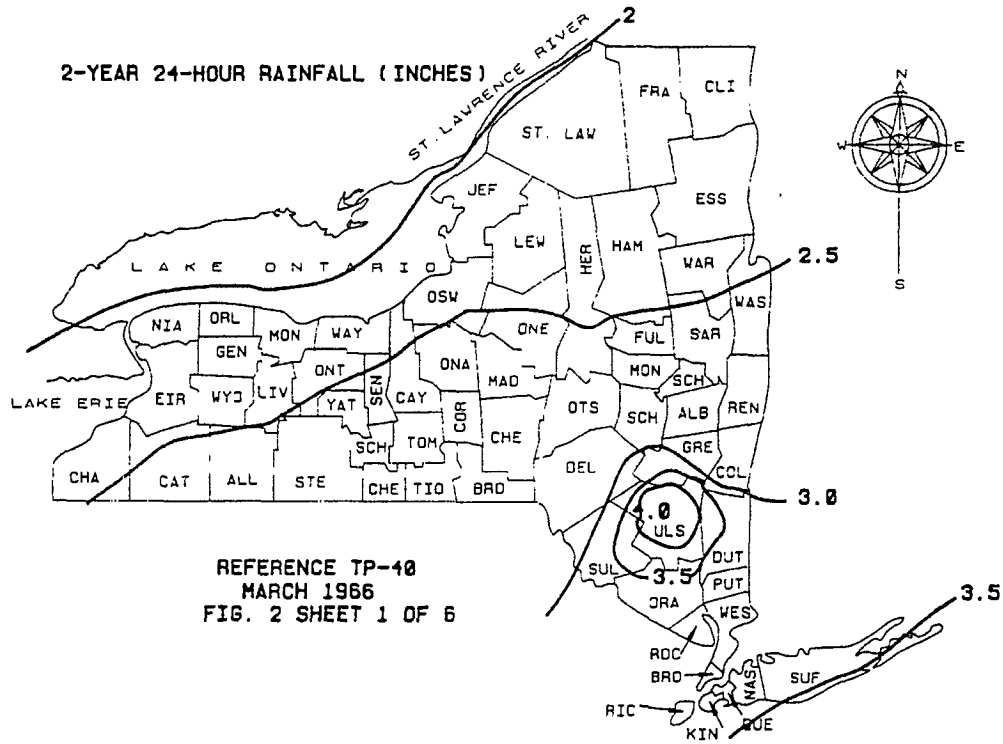 2
2-YEAR 24-HOUR RAINFALL (INCHES)
ST. LAWRENCE RIVER
N
W
E
S
FRA
CLI
ST. LAW
JEF
ESS
LEW
HER
HAM
WAR
2.5
LAKE ONTARIO
OSW
WAS
NIA
ORL
MON
WAY
ONE
FUL
SAR
GEN
ONT
SEN
ONA
MAD
MON
SCH
LAKE ERIE
EIR
WYO
LIV
YAT
CAY
COR
OTS
SCH
ALB
REN
SCH
TOM
CHE
GRE
CHA
CAT
ALL
STE
CHE
TIO
BRO
DEL
COL
3.0
4.0
ULS
REFERENCE TP-40
MARCH 1966
FIG. 2 SHEET 1 OF 6
SUL
3.5
DUT
PUT
ORA
WES
3.5
ROC
BRO
NAS
SUF
RIC
KIN
QUE